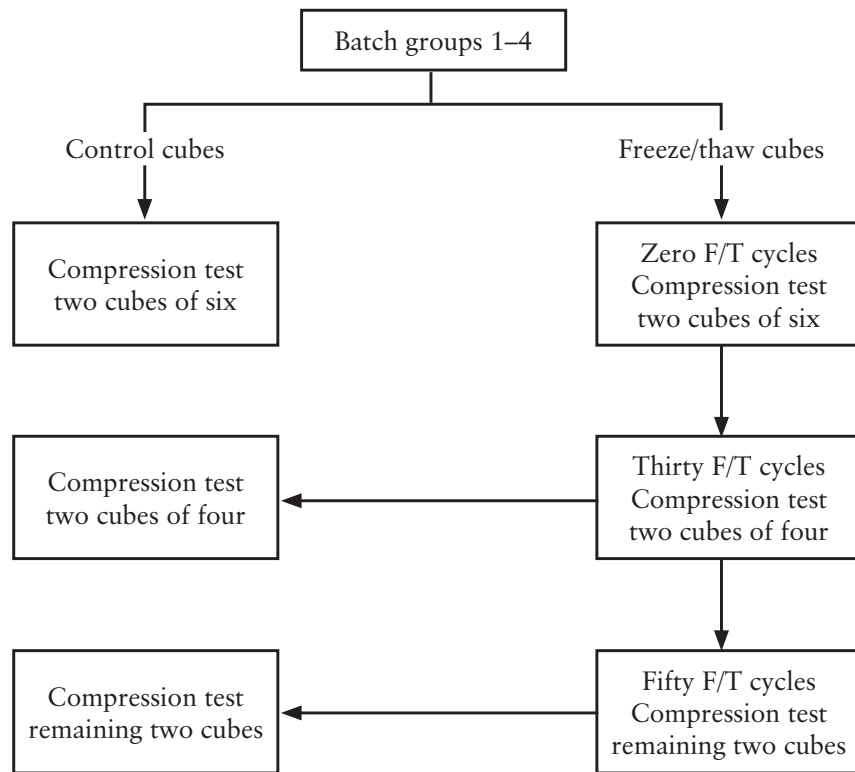 Batch groups 1–4
Control cubes
Freeze/thaw cubes
Compression test
two cubes of six
Zero F/T cycles
Compression test
two cubes of six
Compression test
two cubes of four
Thirty F/T cycles
Compression test
two cubes of four
Compression test
remaining two cubes
Fifty F/T cycles
Compression test
remaining two cubes